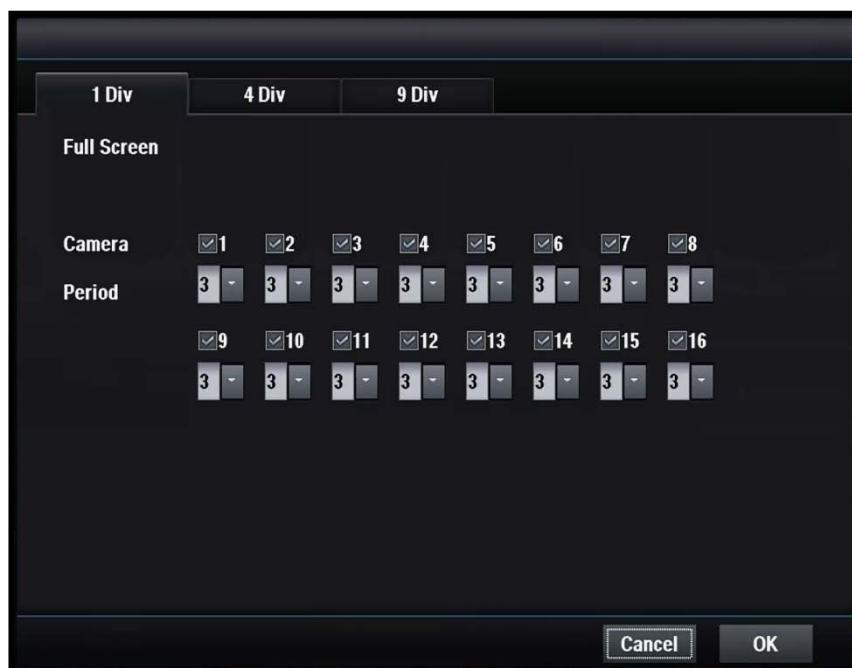 1 Div 4 Div 9 Div
Full Screen
Camera 1 2 3 4 5 6 7 8
Period 3 3 3 3 3 3 3 3
9 10 11 12 13 14 15 16
3 3 3 3 3 3 3 3
Cancel OK